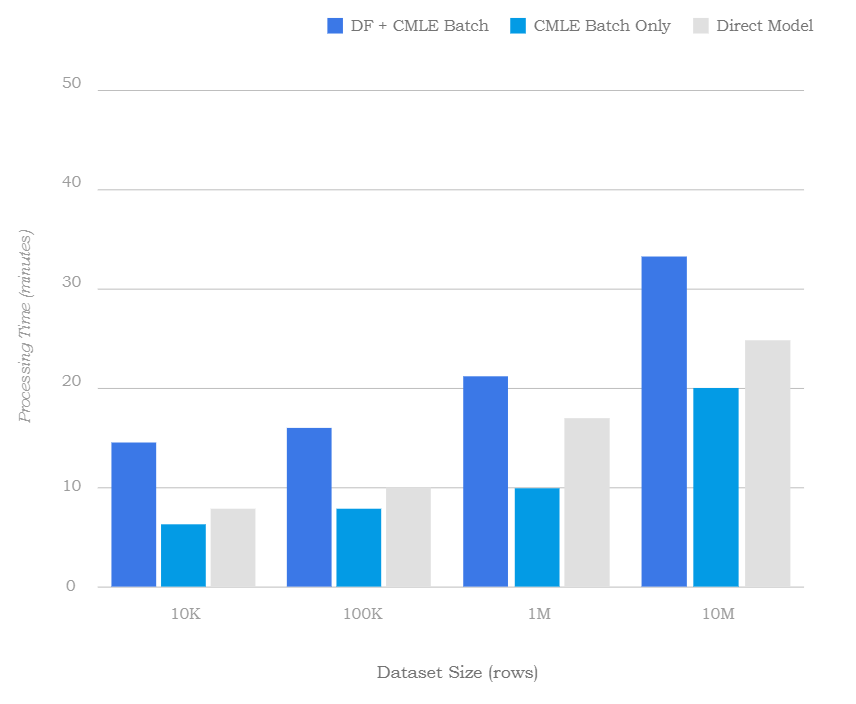 DF + CMLE Batch CMLE Batch Only Direct Model
50
40
30
20
10
0
Processing Time (minutes)
10K 100K 1M 10M
Dataset Size (rows)